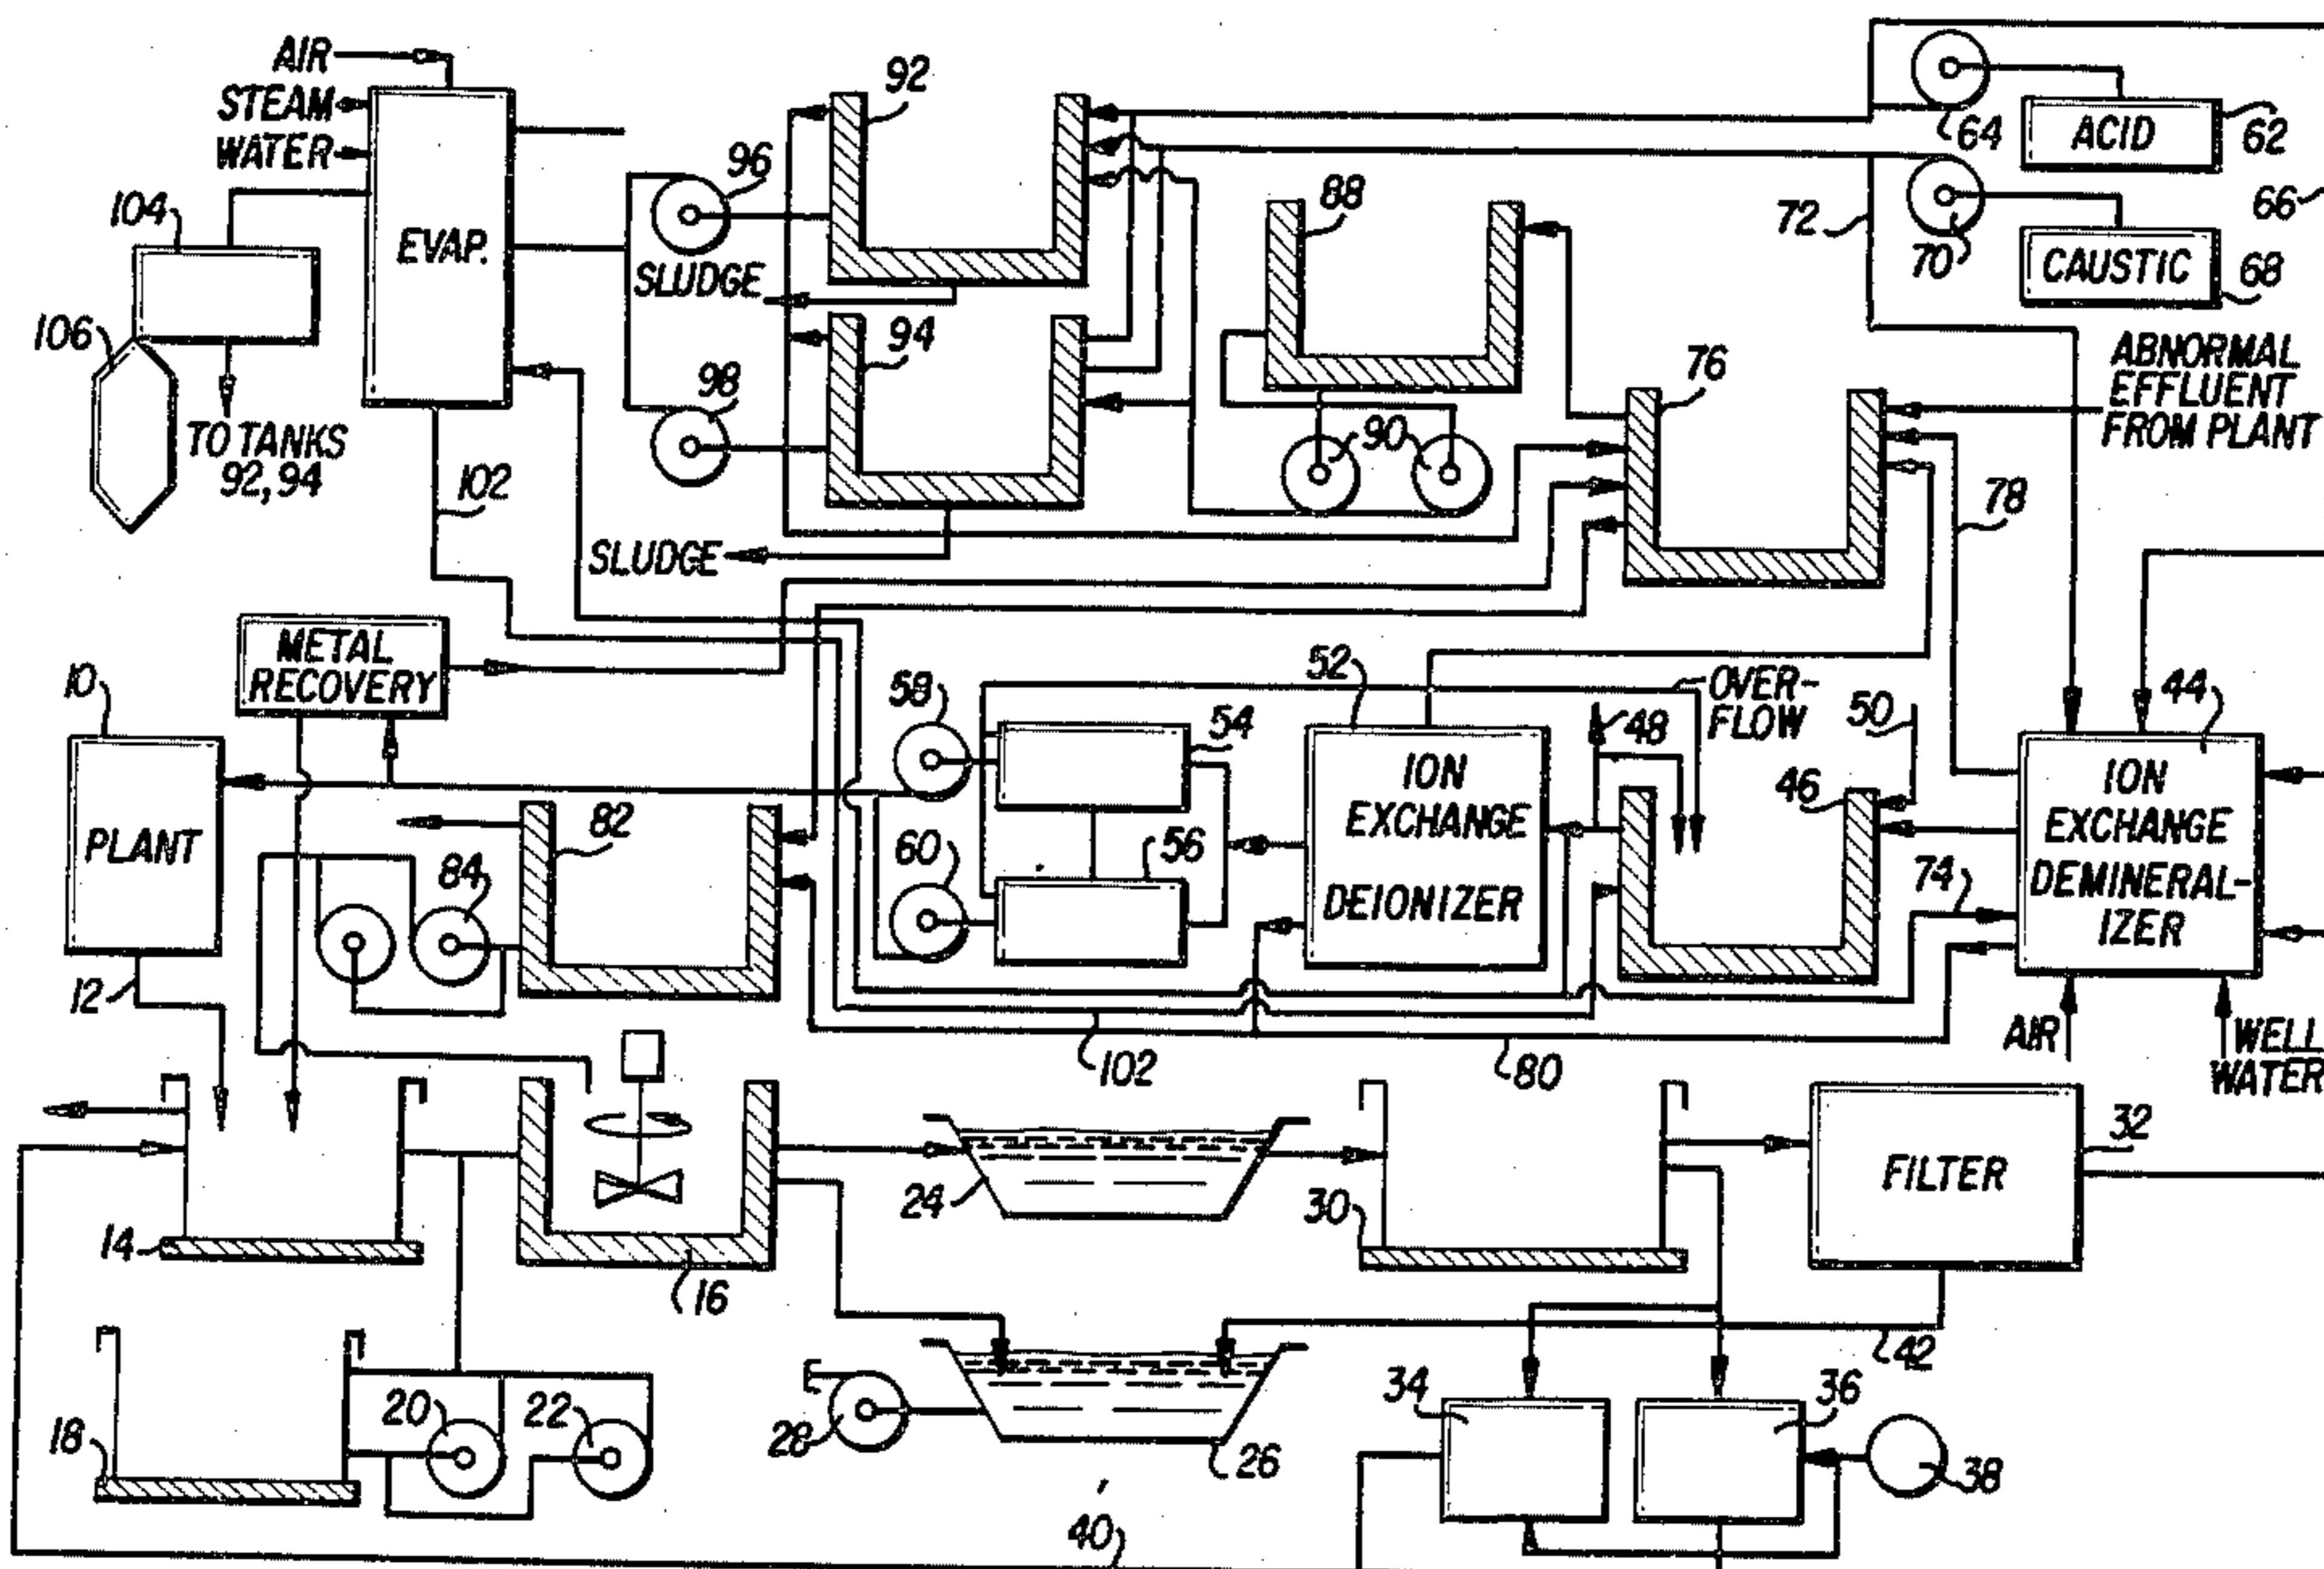 AIR
STEAM
WATER
EVAP.
104
106
TO TANKS
92, 94
102
92
96
SLUDGE
94
98
SLUDGE
88
90
76
64
ACID
62
66
72
70
CAUSTIC
68
ABNORMAL
EFFLUENT
FROM PLANT
78
METAL
RECOVERY
10
PLANT
12
58
54
60
56
52
ION
EXCHANGE
DEIONIZER
OVER-
FLOW
48
50
46
44
ION
EXCHANGE
DEMINERAL-
IZER
74
82
84
102
80
AIR
WELL
WATER
14
16
24
30
FILTER
32
18
20
22
28
26
34
36
38
42
40